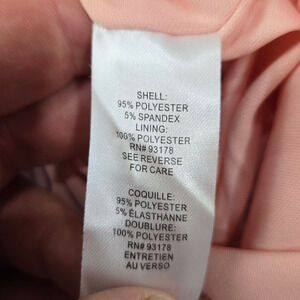 SHELL:
95% POLYESTER
5% SPANDEX
LINING:
100% POLYESTER
RN# 93178
SEE REVERSE
FOR CARE
COQUILLE:
95% POLYESTER
5% ÉLASTHANNE
DOUBLURE:
100% POLYESTER
RN# 93178
ENTRETIEN
AU VERSO